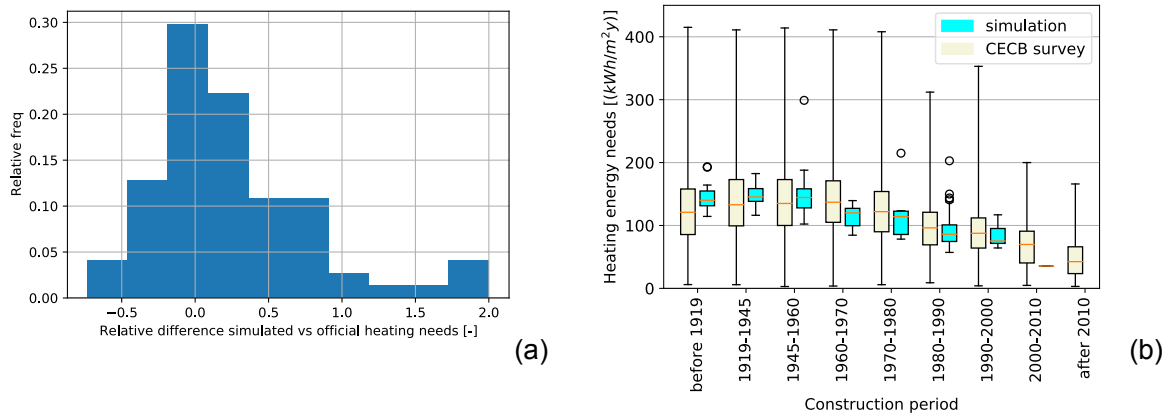 0.30
0.25
0.20
0.15
0.10
0.05
0.00
Relative freq
−0.5 0.0 0.5 1.0 1.5 2.0
Relative difference simulated vs official heating needs [-]
(a)
400
300
200
100
0
Heating energy needs [(kWh/m²y)]
simulation
CECB survey
before 1919
1919-1945
1945-1960
1960-1970
1970-1980
1980-1990
1990-2000
2000-2010
after 2010
Construction period
(b)